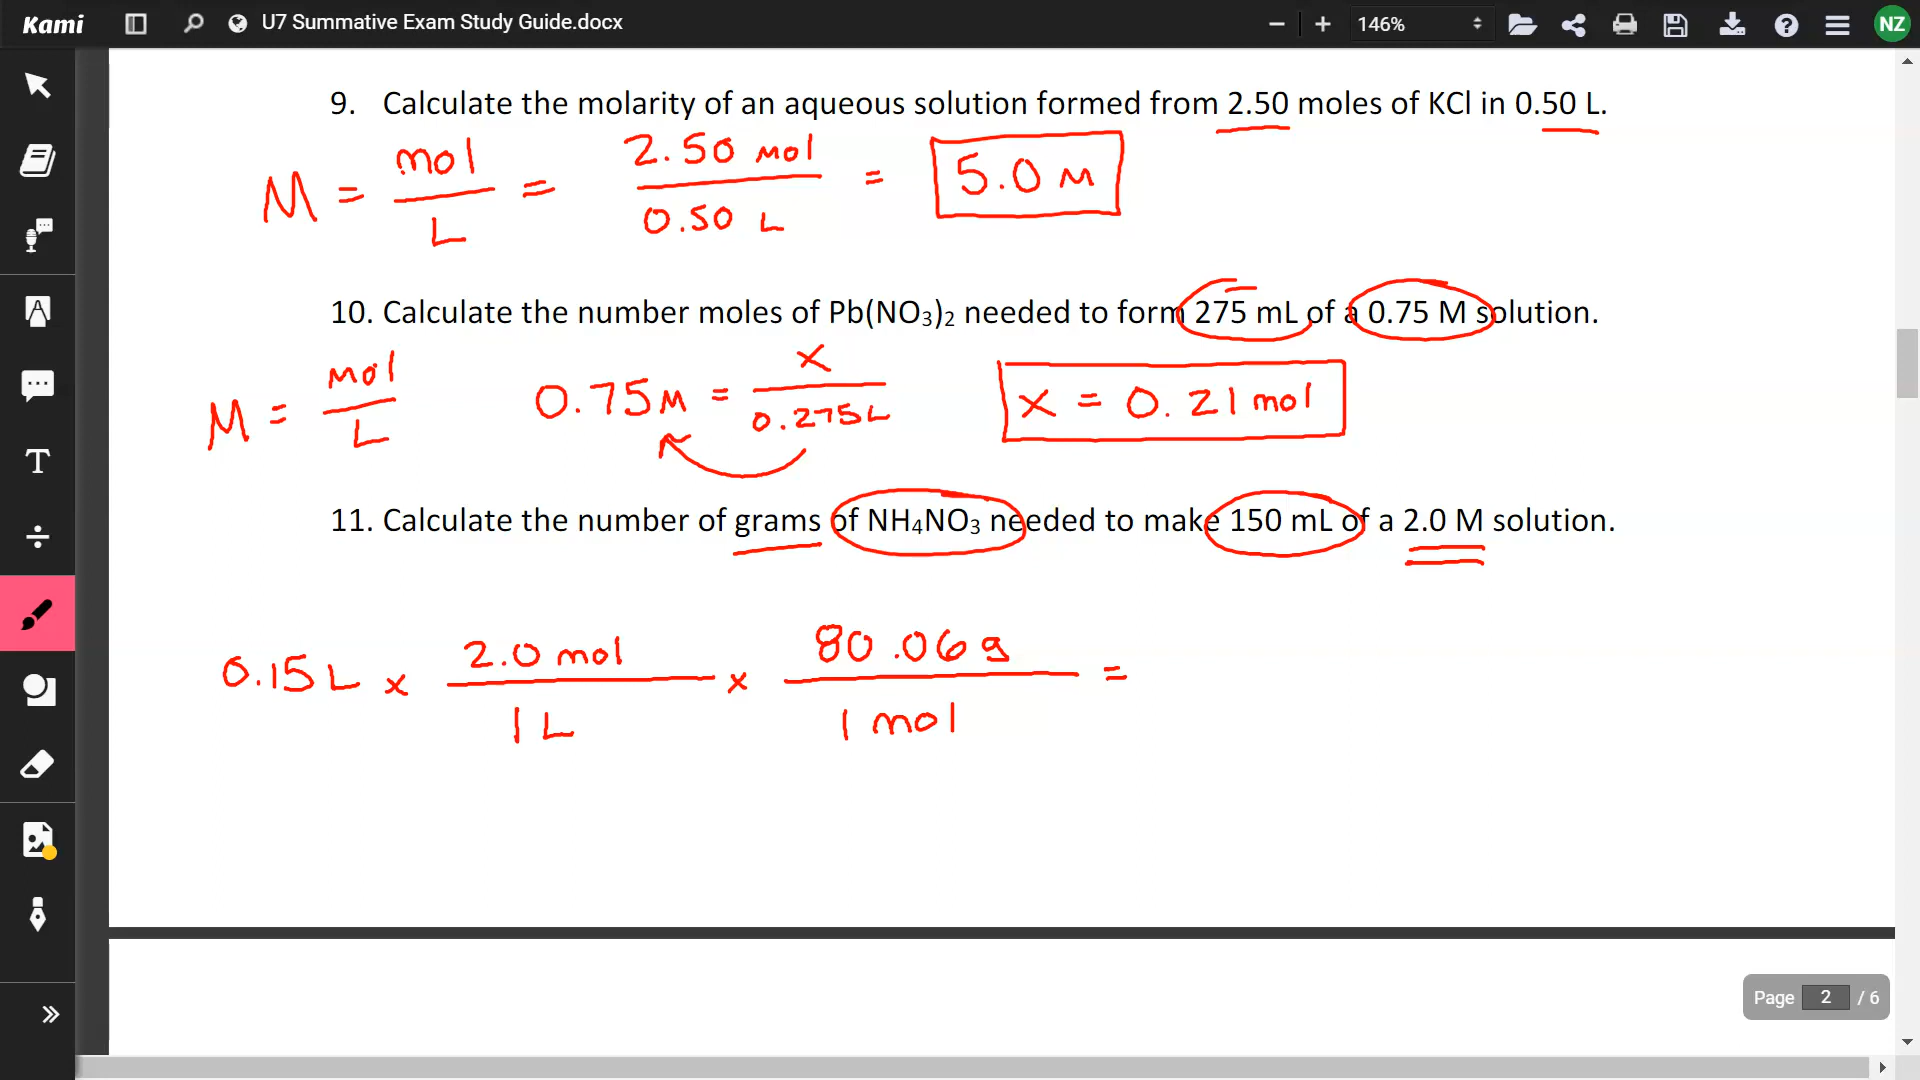 Kami U7 Summative Exam Study Guide.docx 146% NZ
9. Calculate the molarity of an aqueous solution formed from 2.50 moles of KCl in 0.50 L.
M = mol / L = 2.50 mol / 0.50 L = 5.0 M
10. Calculate the number moles of Pb(NO₃)₂ needed to form 275 mL of a 0.75 M solution.
M = mol / L 0.75 M = x / 0.275 L x = 0.21 mol
11. Calculate the number of grams of NH₄NO₃ needed to make 150 mL of a 2.0 M solution.
0.15 L x 2.0 mol / 1 L x 80.06 g / 1 mol =
Page 2 / 6